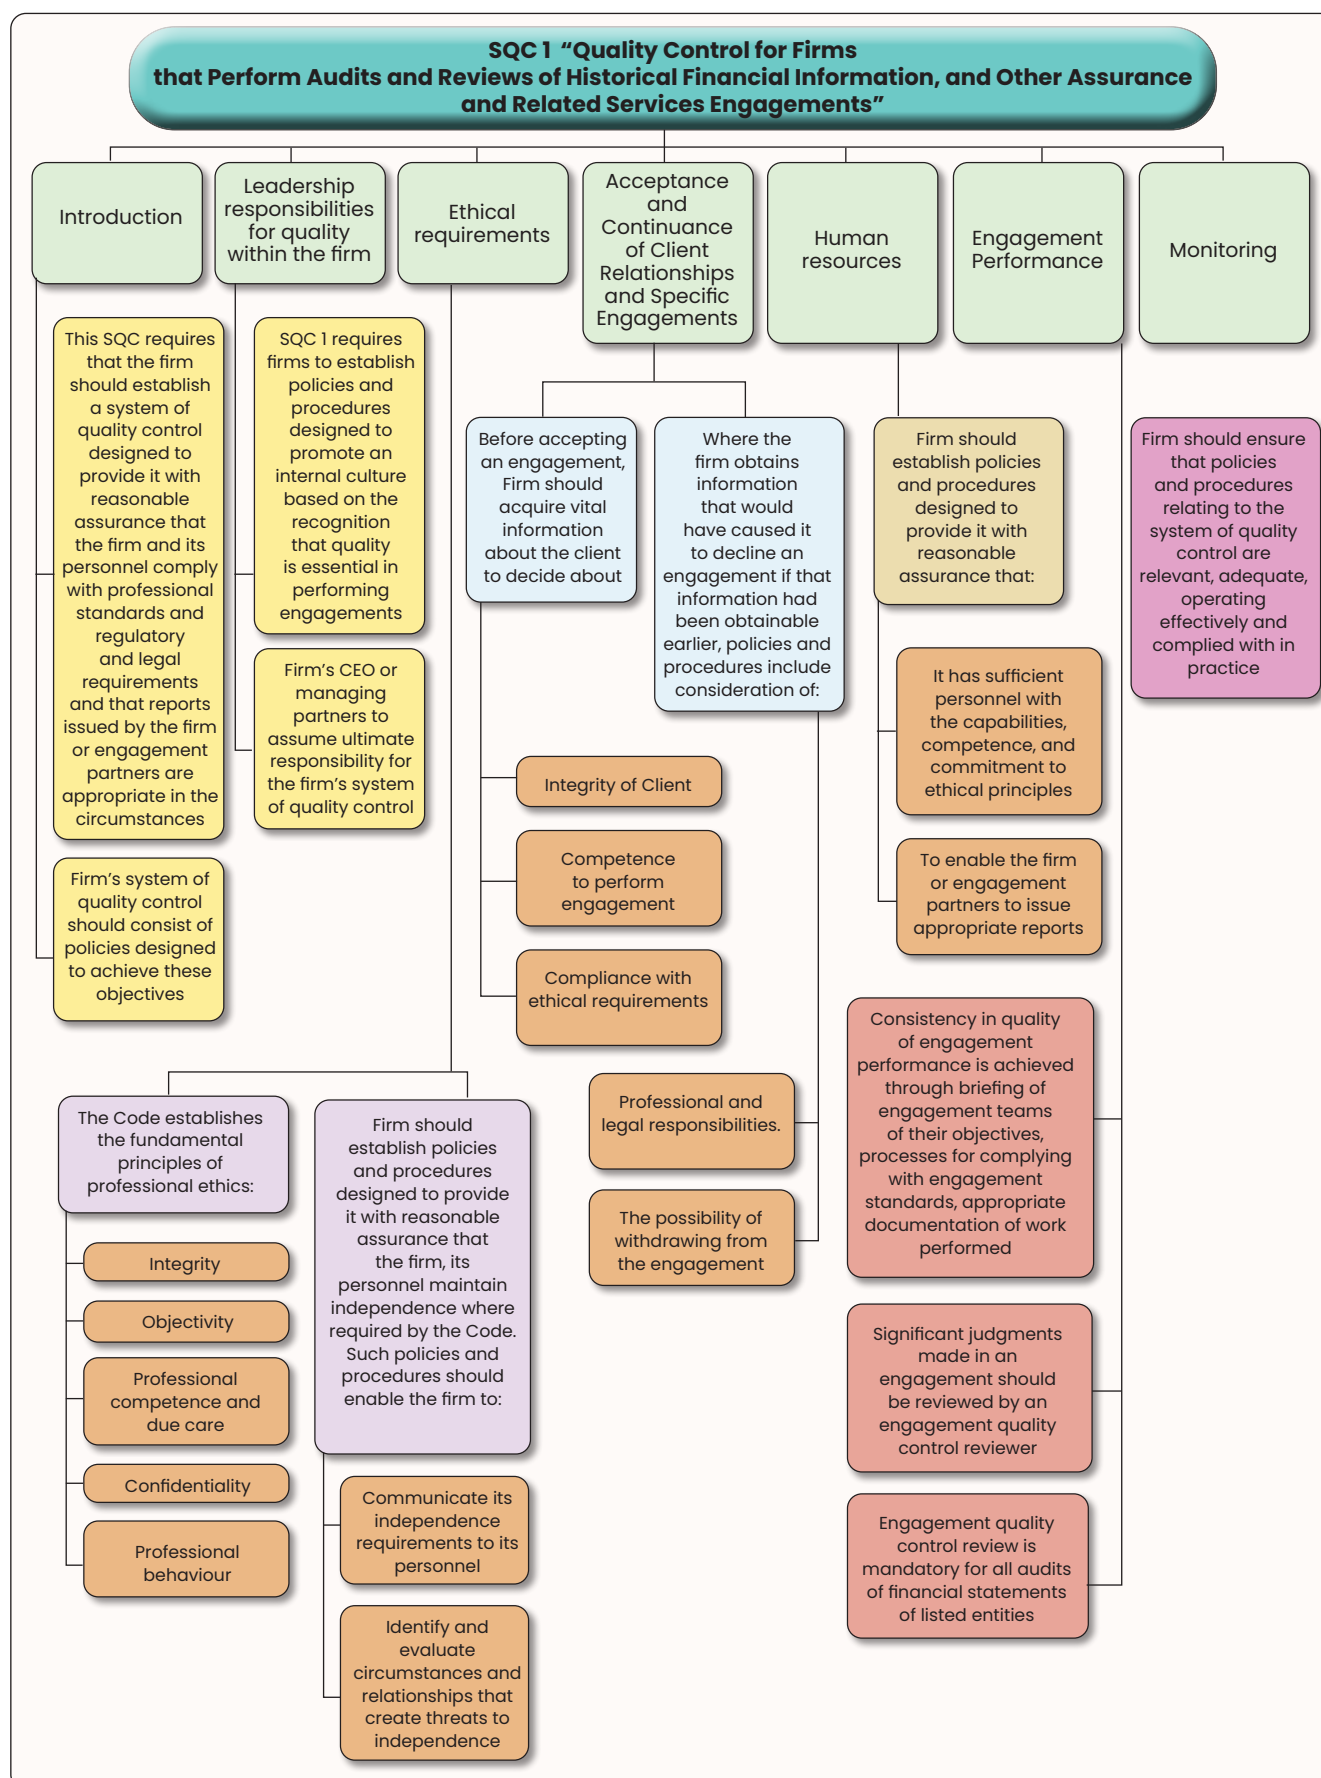 SQC 1 “Quality Control for Firms
that Perform Audits and Reviews of Historical Financial Information, and Other Assurance
and Related Services Engagements”
Introduction
Leadership
responsibilities
for quality
within the firm
Ethical
requirements
Acceptance
and
Continuance
of Client
Relationships
and Specific
Engagements
Human
resources
Engagement
Performance
Monitoring
This SQC requires
that the firm
should establish
a system of
quality control
designed to
provide it with
reasonable
assurance that
the firm and its
personnel comply
with professional
standards and
regulatory
and legal
requirements
and that reports
issued by the firm
or engagement
partners are
appropriate in the
circumstances
Firm’s system of
quality control
should consist of
policies designed
to achieve these
objectives
SQC 1 requires
firms to establish
policies and
procedures
designed to
promote an
internal culture
based on the
recognition
that quality
is essential in
performing
engagements
Firm’s CEO or
managing
partners to
assume ultimate
responsibility for
the firm’s system
of quality control
The Code establishes
the fundamental
principles of
professional ethics:
Integrity
Objectivity
Professional
competence and
due care
Confidentiality
Professional
behaviour
Firm should
establish policies
and procedures
designed to provide
it with reasonable
assurance that
the firm, its
personnel maintain
independence where
required by the Code.
Such policies and
procedures should
enable the firm to:
Communicate its
independence
requirements to its
personnel
Identify and
evaluate
circumstances and
relationships that
create threats to
independence
Before accepting
an engagement,
Firm should
acquire vital
information
about the client
to decide about
Integrity of Client
Competence
to perform
engagement
Compliance with
ethical requirements
Where the
firm obtains
information
that would
have caused it
to decline an
engagement if that
information had
been obtainable
earlier, policies and
procedures include
consideration of:
Professional and
legal responsibilities.
The possibility of
withdrawing from
the engagement
Firm should
establish policies
and procedures
designed to
provide it with
reasonable
assurance that:
It has sufficient
personnel with
the capabilities,
competence, and
commitment to
ethical principles
To enable the firm
or engagement
partners to issue
appropriate reports
Consistency in quality
of engagement
performance is achieved
through briefing of
engagement teams
of their objectives,
processes for complying
with engagement
standards, appropriate
documentation of work
performed
Significant judgments
made in an
engagement should
be reviewed by an
engagement quality
control reviewer
Engagement quality
control review is
mandatory for all audits
of financial statements
of listed entities
Firm should ensure
that policies
and procedures
relating to the
system of quality
control are
relevant, adequate,
operating
effectively and
complied with in
practice